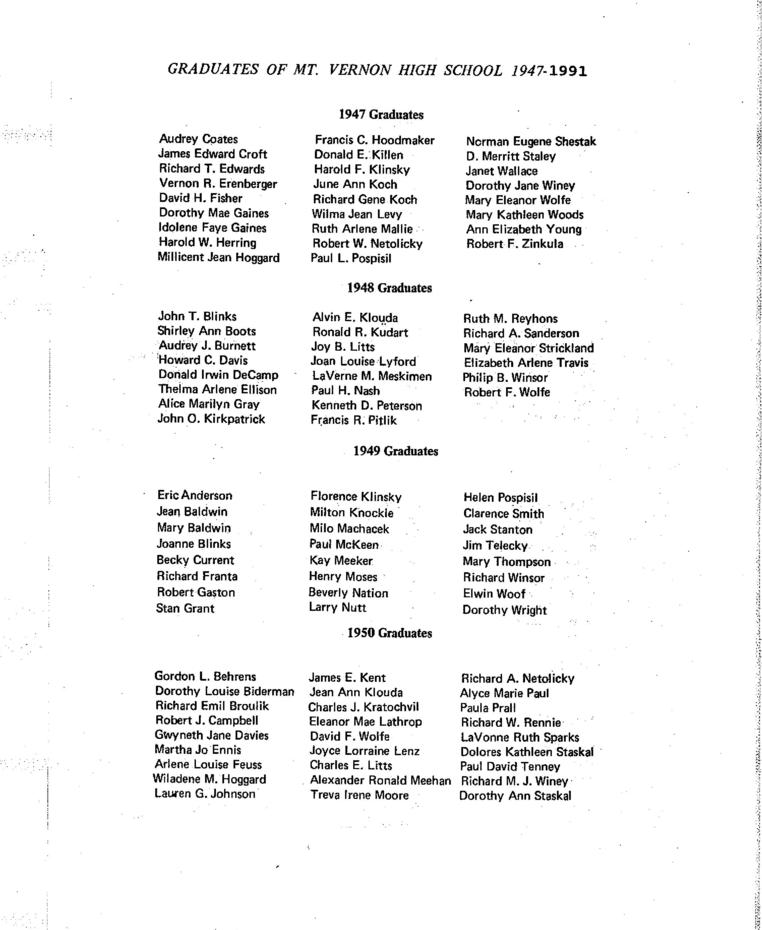 GRADUATES OF MT. VERNON HIGH SCHOOL 1947-1991
1947 Graduates
Audrey Coates
James Edward Croft
Richard T. Edwards
Vernon R. Erenberger
David H. Fisher
Dorothy Mae Gaines
Idolene Faye Gaines
Harold W. Herring
Millicent Jean Hoggard
Francis C. Hoodmaker
Donald E. Killen
Harold F. Klinsky
June Ann Koch
Richard Gene Koch
Wilma Jean Levy
Ruth Arlene Mallie
Robert W. Netolicky
Paul L. Pospisil
Norman Eugene Shestak
D. Merritt Staley
Janet Wallace
Dorothy Jane Winey
Mary Eleanor Wolfe
Mary Kathleen Woods
Ann Elizabeth Young
Robert F. Zinkula
1948 Graduates
John T. Blinks
Shirley Ann Boots
Audrey J. Burnett
Howard C. Davis
Donald Irwin DeCamp
Thelma Arlene Ellison
Alice Marilyn Gray
John O. Kirkpatrick
Alvin E. Klouda
Ronald R. Kudart
Joy B. Litts
Joan Louise Lyford
LaVerne M. Meskimen
Paul H. Nash
Kenneth D. Peterson
Francis R. Pitlik
Ruth M. Reyhons
Richard A. Sanderson
Mary Eleanor Strickland
Elizabeth Arlene Travis
Philip B. Winsor
Robert F. Wolfe
1949 Graduates
Eric Anderson
Jean Baldwin
Mary Baldwin
Joanne Blinks
Becky Current
Richard Franta
Robert Gaston
Stan Grant
Florence Klinsky
Milton Knockie
Milo Machacek
Paul McKeen
Kay Meeker
Henry Moses
Beverly Nation
Larry Nutt
Helen Pospisil
Clarence Smith
Jack Stanton
Jim Telecky
Mary Thompson
Richard Winsor
Elwin Woof
Dorothy Wright
1950 Graduates
Gordon L. Behrens
Dorothy Louise Biderman
Richard Emil Broulik
Robert J. Campbell
Gwyneth Jane Davies
Martha Jo Ennis
Arlene Louise Feuss
Wiladene M. Hoggard
Lauren G. Johnson
James E. Kent
Jean Ann Klouda
Charles J. Kratochvil
Eleanor Mae Lathrop
David F. Wolfe
Joyce Lorraine Lenz
Charles E. Litts
Alexander Ronald Meehan
Treva Irene Moore
Richard A. Netolicky
Alyce Marie Paul
Paula Prall
Richard W. Rennie
LaVonne Ruth Sparks
Dolores Kathleen Staskal
Paul David Tenney
Richard M. J. Winey
Dorothy Ann Staskal